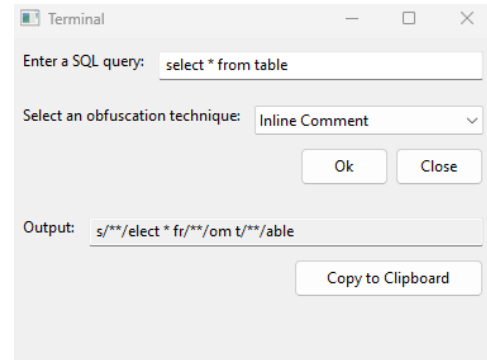 Terminal
Enter a SQL query: select * from table
Select an obfuscation technique: Inline Comment
Ok Close
Output: s/**/elect * fr/**/om t/**/able
Copy to Clipboard